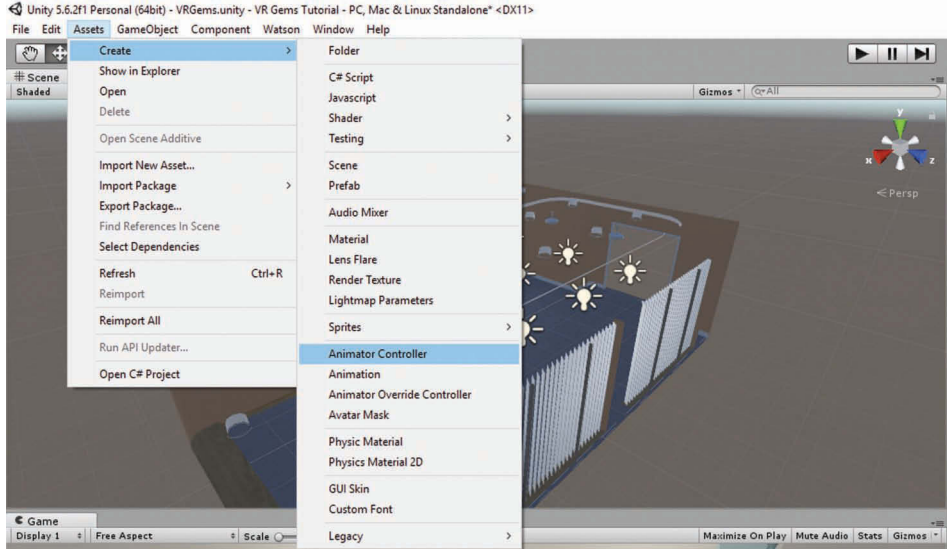 Unity 5.6.2f1 Personal (64bit) - VRGems.unity - VR Gems Tutorial - PC, Mac & Linux Standalone* <DX11>
File Edit Assets GameObject Component Watson Window Help
# Scene
Shaded
Gizmos
All
Create
Show in Explorer
Open
Delete
Open Scene Additive
Import New Asset...
Import Package
Export Package...
Find References In Scene
Select Dependencies
Refresh Ctrl+R
Reimport
Reimport All
Run API Updater...
Open C# Project
Folder
C# Script
Javascript
Shader
Testing
Scene
Prefab
Audio Mixer
Material
Lens Flare
Render Texture
Lightmap Parameters
Sprites
Animator Controller
Animation
Animator Override Controller
Avatar Mask
Physic Material
Physics Material 2D
GUI Skin
Custom Font
Legacy
y
x z
Persp
Game
Display 1 Free Aspect Scale Maximize On Play Mute Audio Stats Gizmos